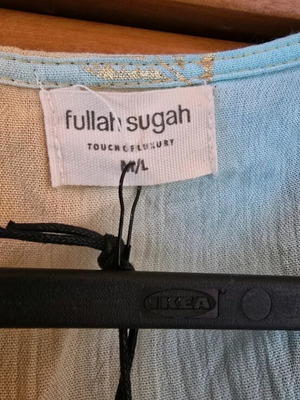 fullah sugah
TOUCH OF LUXURY
M/L
IKEA